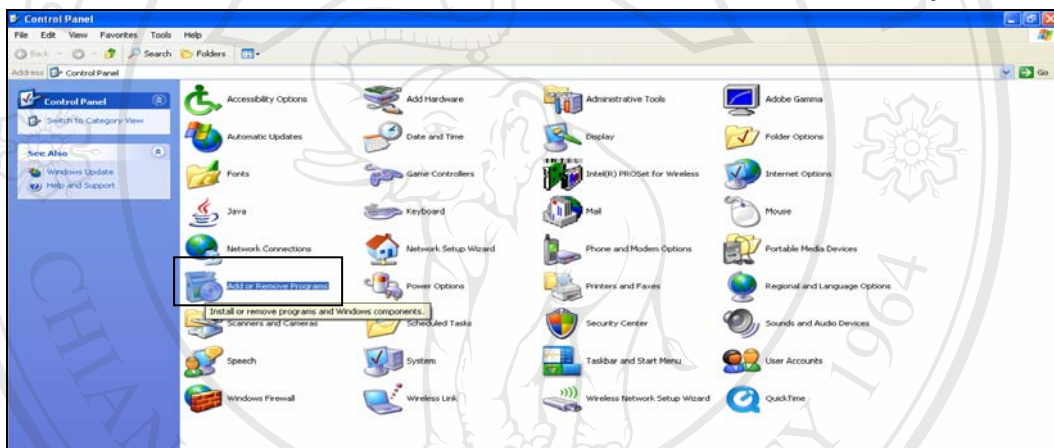 Control Panel
File Edit View Favorites Tools Help
Back Search Folders
Address Control Panel Go
Control Panel
Switch to Category View
See Also
Windows Update
Help and Support
Accessibility Options Add Hardware Administrative Tools Adobe Gamma
Automatic Updates Date and Time Display Folder Options
Fonts Game Controllers Intel(R) PROSet for Wireless Internet Options
Java Keyboard Mail Mouse
Network Connections Network Setup Wizard Phone and Modem Options Portable Media Devices
Add or Remove Programs Power Options Printers and Faxes Regional and Language Options
Install or remove programs and Windows components.
Scanners and Cameras Scheduled Tasks Security Center Sounds and Audio Devices
Speech System Taskbar and Start Menu User Accounts
Windows Firewall Wireless Link Wireless Network Setup Wizard QuickTime
CHIANG
1964